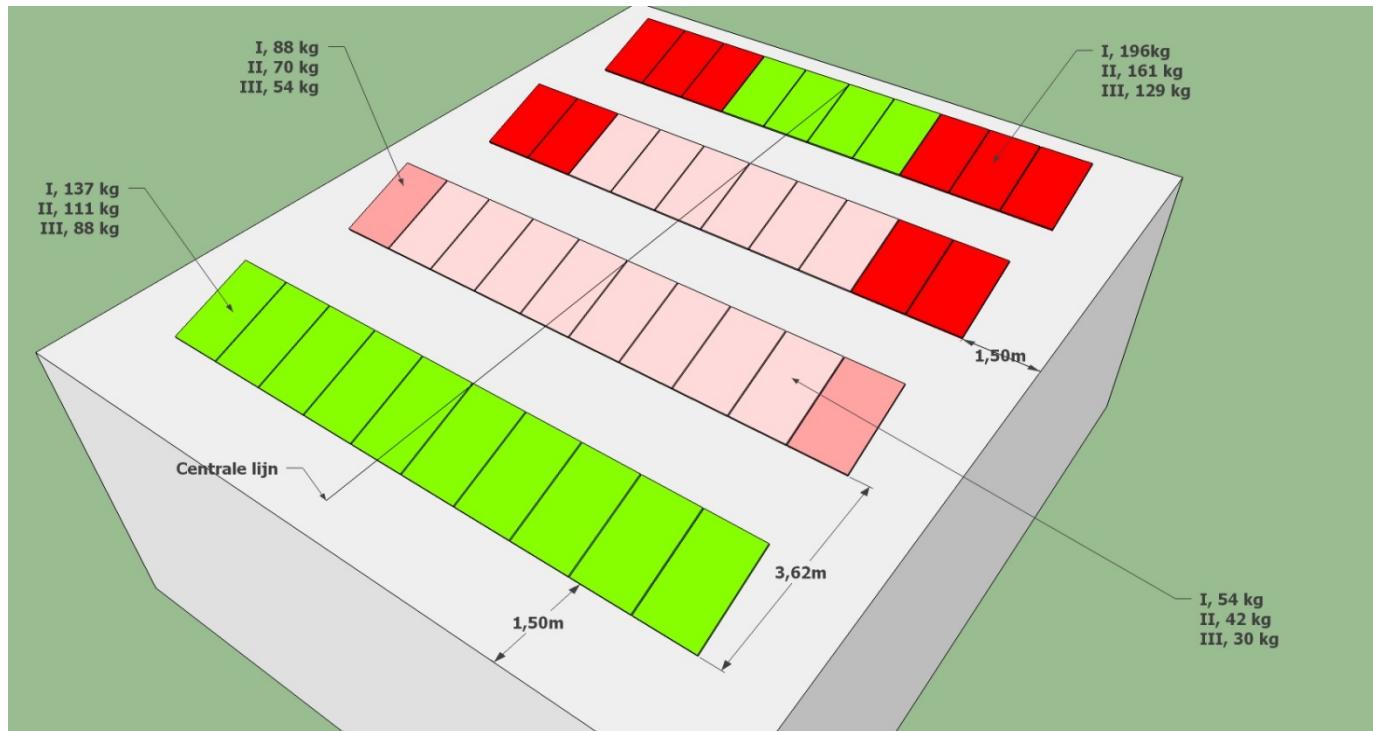 I, 88 kg
II, 70 kg
III, 54 kg
I, 196kg
II, 161 kg
III, 129 kg
I, 137 kg
II, 111 kg
III, 88 kg
1,50m
Centrale lijn
3,62m
1,50m
I, 54 kg
II, 42 kg
III, 30 kg